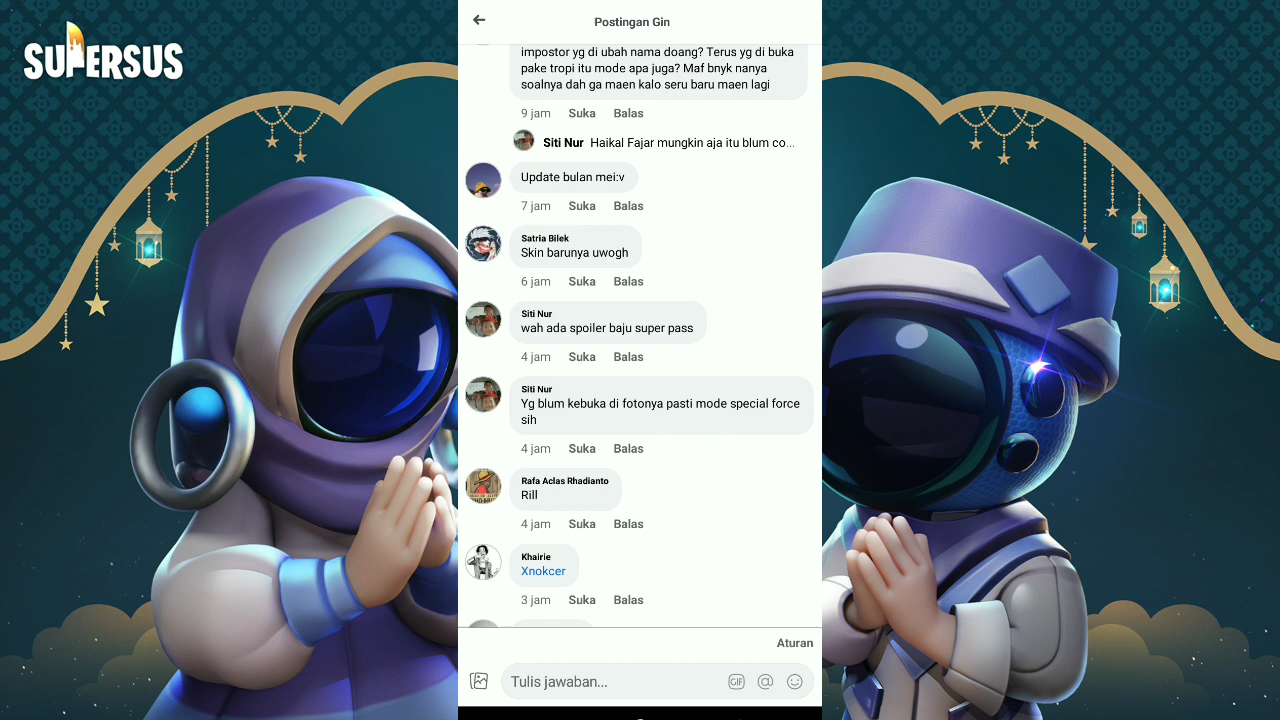 SUPERSUS
Postingan Gin
impostor yg di ubah nama doang? Terus yg di buka
pake tropi itu mode apa juga? Maf bnyk nanya
soalnya dah ga maen kalo seru baru maen lagi
9 jam Suka Balas
Siti Nur Haikal Fajar mungkin aja itu blum co...
Update bulan mei:v
7 jam Suka Balas
Satria Bilek
Skin barunya uwogh
6 jam Suka Balas
Siti Nur
wah ada spoiler baju super pass
4 jam Suka Balas
Siti Nur
Yg blum kebuka di fotonya pasti mode special force
sih
4 jam Suka Balas
Rafa Aclas Rhadianto
Rill
4 jam Suka Balas
Khairie
Xnokcer
3 jam Suka Balas
Aturan
Tulis jawaban...
GIF @